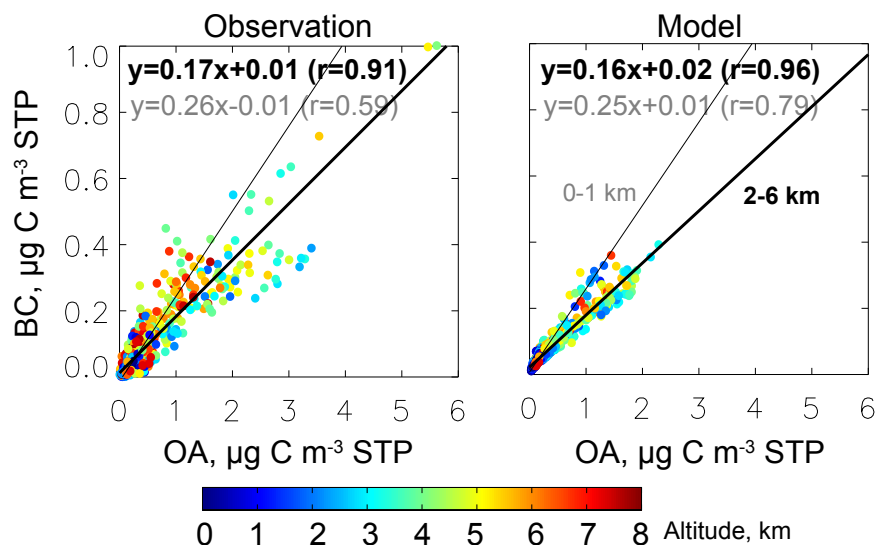 Observation
Model
y=0.17x+0.01 (r=0.91)
y=0.26x-0.01 (r=0.59)
y=0.16x+0.02 (r=0.96)
y=0.25x+0.01 (r=0.79)
0-1 km
2-6 km
BC, µg C m⁻³ STP
1.0
0.8
0.6
0.4
0.2
0.0
0 1 2 3 4 5 6
0 1 2 3 4 5 6
OA, µg C m⁻³ STP
OA, µg C m⁻³ STP
0 1 2 3 4 5 6 7 8 Altitude, km